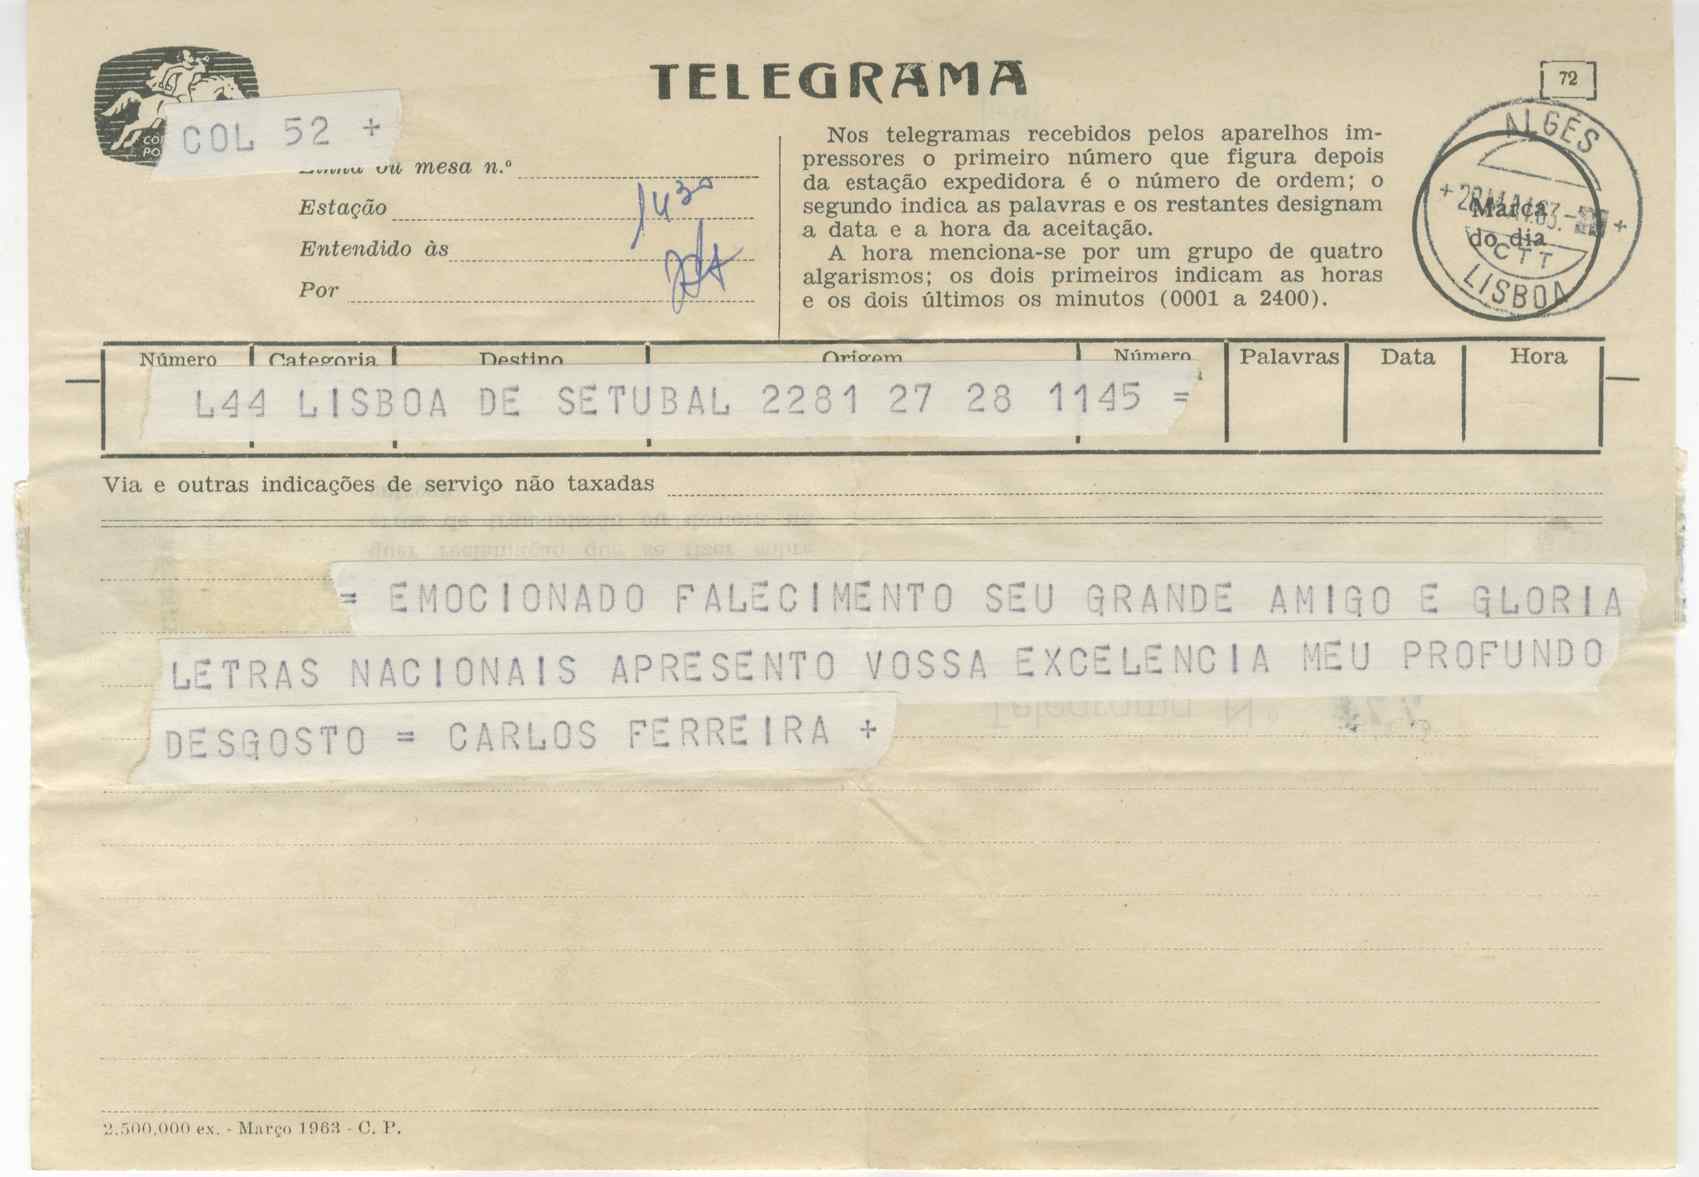 TELEGRAMA
72
COL 52 +
ou mesa n.º
Estação
1430
Entendido às
Por
Nos telegramas recebidos pelos aparelhos im-
pressores o primeiro número que figura depois
da estação expedidora é o número de ordem; o
segundo indica as palavras e os restantes designam
a data e a hora da aceitação.
A hora menciona-se por um grupo de quatro
algarismos; os dois primeiros indicam as horas
e os dois últimos os minutos (0001 a 2400).
ALGÉS
Marca
do dia
CTT
LISBOA
Número Categoria Destino Origem Número Palavras Data Hora
L44 LISBOA DE SETUBAL 2281 27 28 1145 =
Via e outras indicações de serviço não taxadas
= EMOCIONADO FALECIMENTO SEU GRANDE AMIGO E GLORIA
LETRAS NACIONAIS APRESENTO VOSSA EXCELENCIA MEU PROFUNDO
DESGOSTO = CARLOS FERREIRA +
2.500.000 ex. - Março 1963 - C. P.